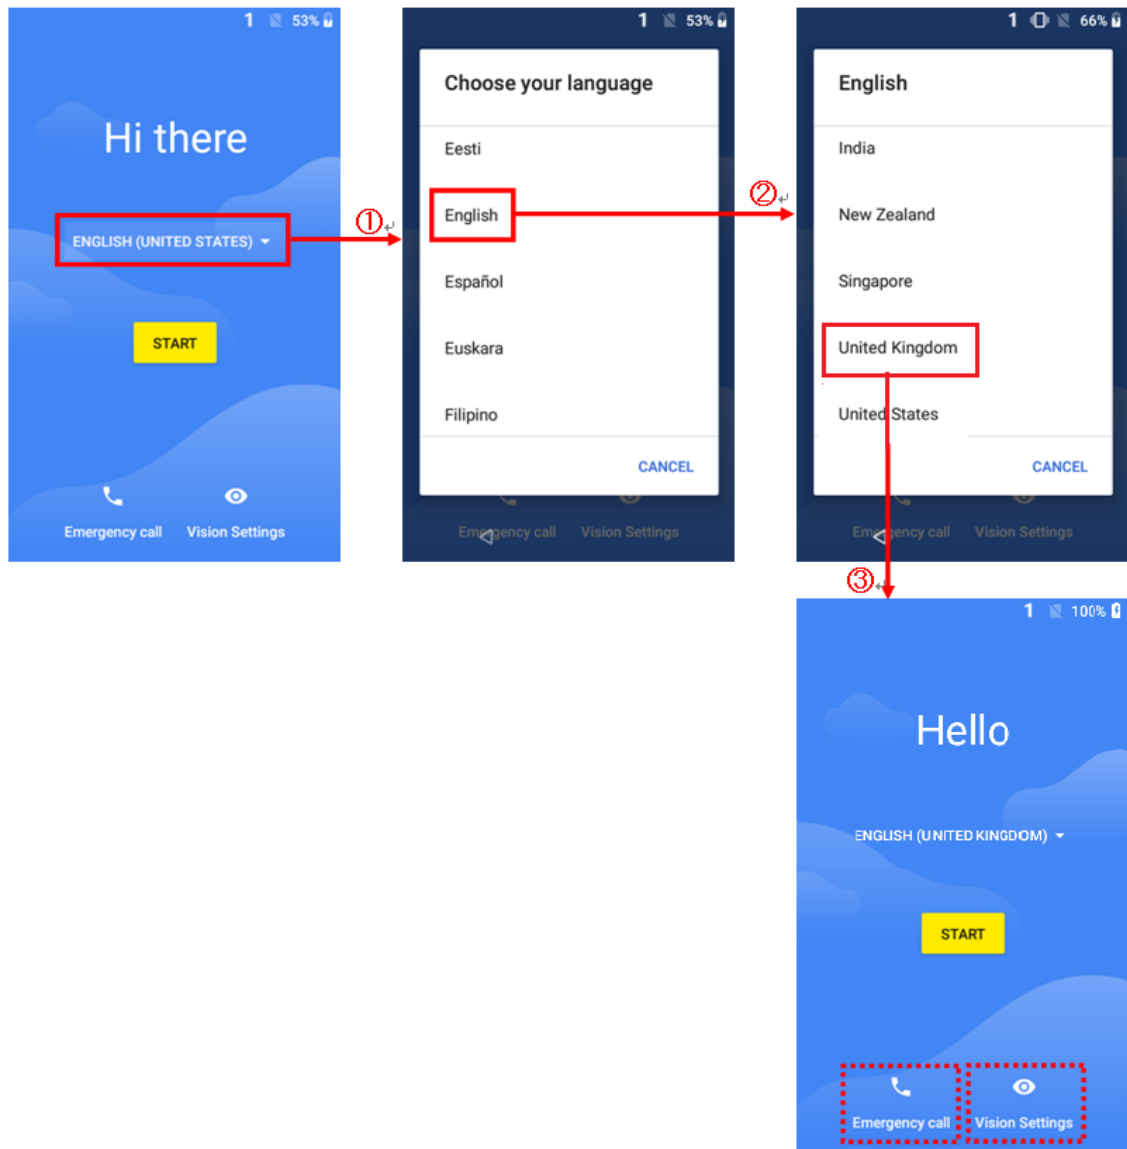 1 53%
Hi there
ENGLISH (UNITED STATES)
START
Emergency call Vision Settings
①
1 53%
Choose your language
Eesti
English
Español
Euskara
Filipino
CANCEL
Emergency call Vision Settings
②
1 66%
English
India
New Zealand
Singapore
United Kingdom
United States
CANCEL
Emergency call Vision Settings
③
1 100%
Hello
ENGLISH (UNITED KINGDOM)
START
Emergency call Vision Settings